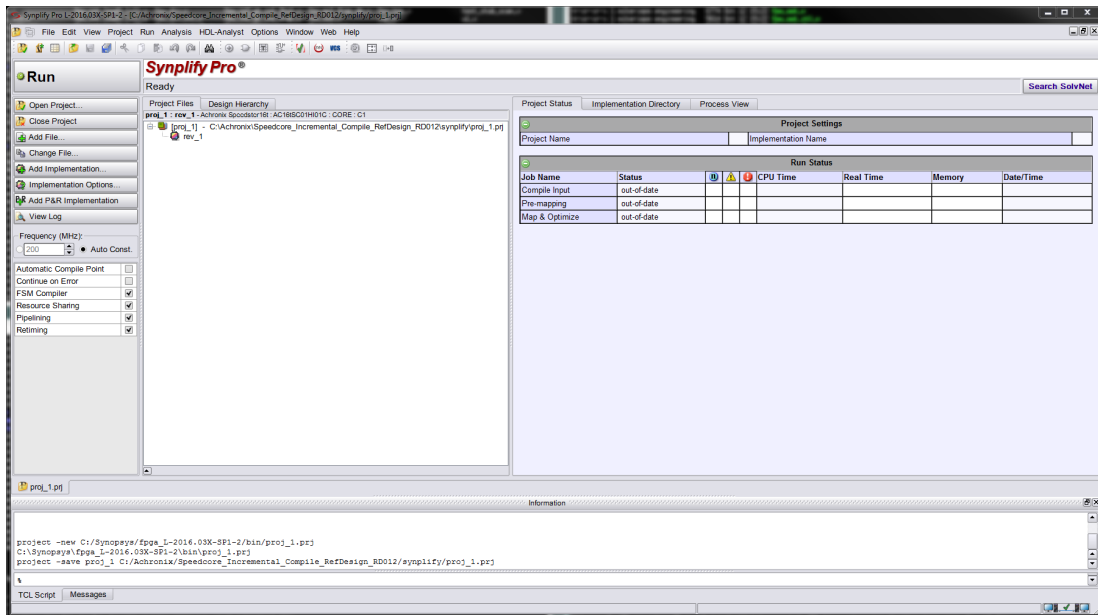 Synplify Pro L-2016.03X-SP1-2 - [C:/Achronix/Speedcore_Incremental_Compile_RefDesign_RD012/synplify/proj_1.prj]
File Edit View Project Run Analysis HDL-Analyst Options Window Web Help
VCS
Run
Synplify Pro®
Ready
Search SolvNet
Open Project...
Close Project
Add File...
Change File...
Add Implementation...
Implementation Options...
P&R Add P&R Implementation
View Log
Frequency (MHz):
200
Auto Const.
Automatic Compile Point
Continue on Error
FSM Compiler
Resource Sharing
Pipelining
Retiming
Project Files Design Hierarchy
proj_1 : rev_1 - Achronix Speedster16t : AC16tSC01HI01C : CORE : C1
[proj_1] - C:\Achronix\Speedcore_Incremental_Compile_RefDesign_RD012\synplify\proj_1.prj
rev_1
Project Status Implementation Directory Process View
Project Settings
Project Name Implementation Name
Run Status
Job Name Status CPU Time Real Time Memory Date/Time
Compile Input out-of-date
Pre-mapping out-of-date
Map & Optimize out-of-date
proj_1.prj
Information
project -new C:/Synopsys/fpga_L-2016.03X-SP1-2/bin/proj_1.prj
C:\Synopsys\fpga_L-2016.03X-SP1-2\bin\proj_1.prj
project -save proj_1 C:/Achronix/Speedcore_Incremental_Compile_RefDesign_RD012/synplify/proj_1.prj
%
TCL Script Messages